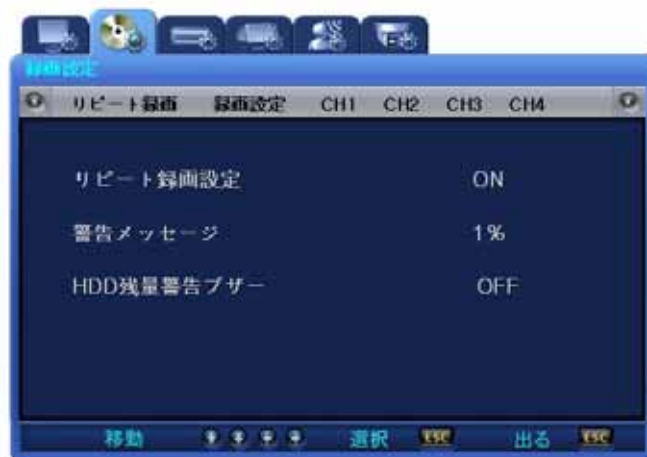 録画設定
リピート録画 録画設定 CH1 CH2 CH3 CH4
リピート録画設定 ON
警告メッセージ 1%
HDD残量警告ブザー OFF
移動 選択 ESC 出る ESC